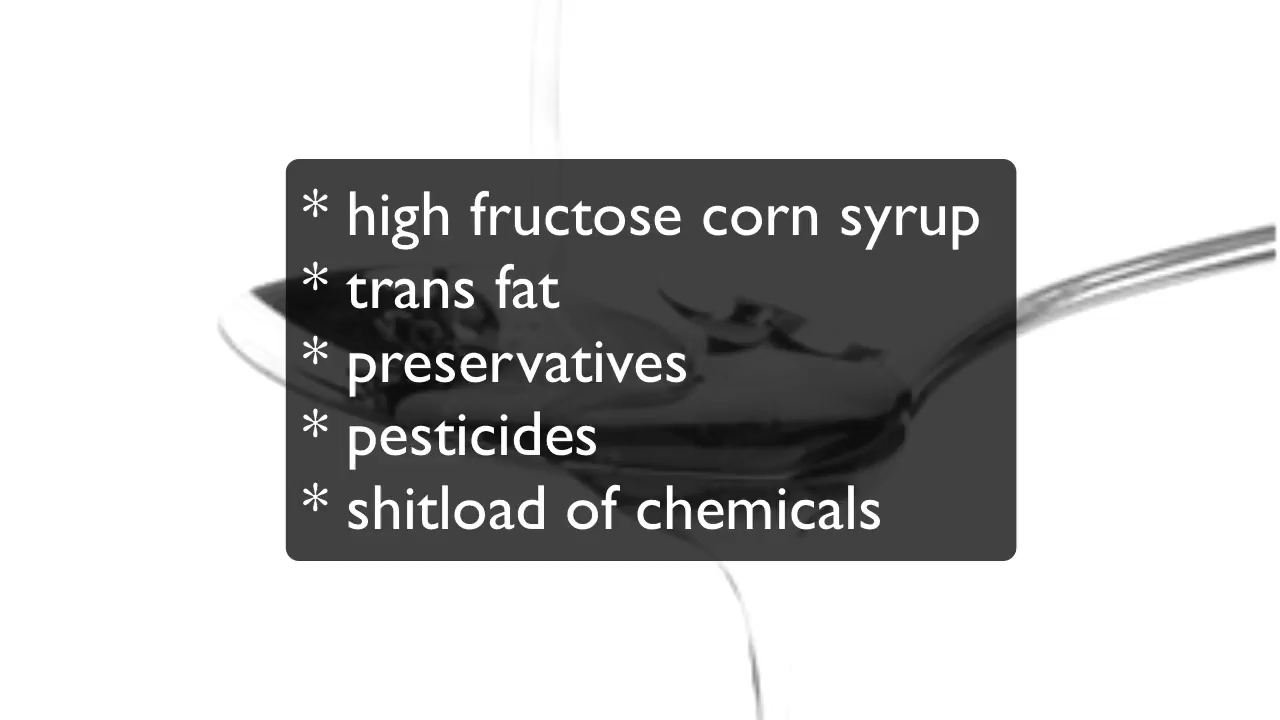 * high fructose corn syrup
* trans fat
* preservatives
* pesticides
* shitload of chemicals